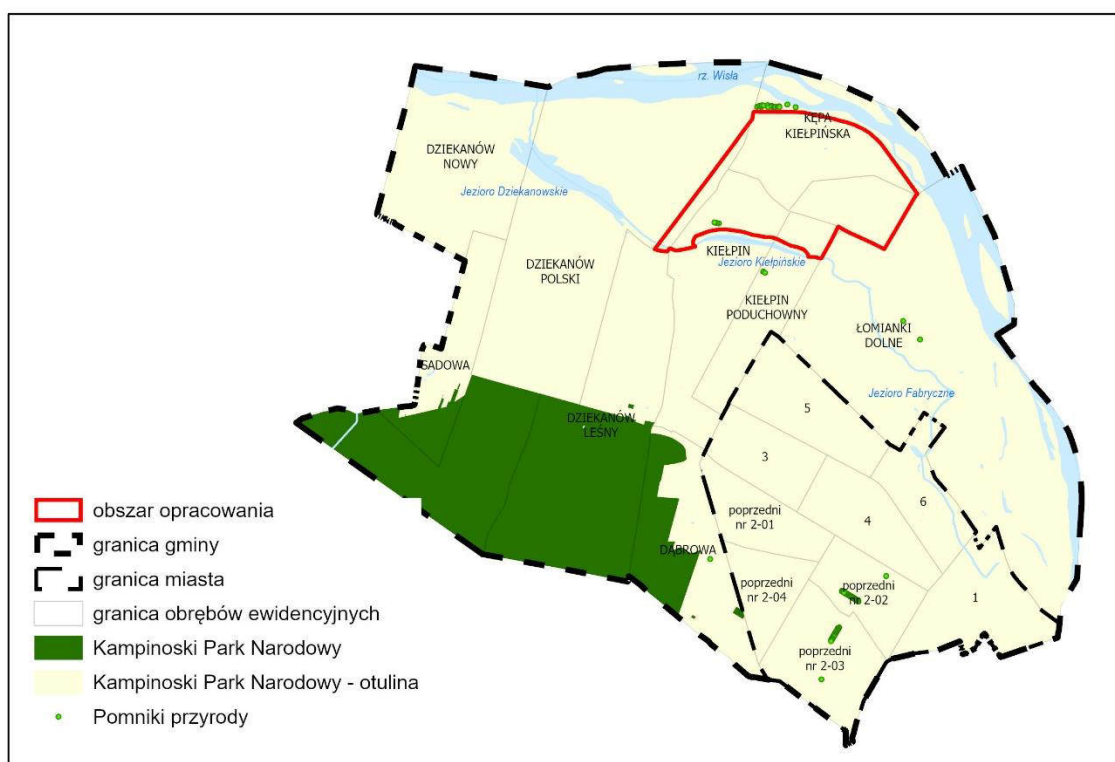 rz. Wisła
KĘPA
KIEŁPIŃSKA
DZIEKANÓW
NOWY
Jezioro Dziekanowskie
KIEŁPIN
Jezioro Kiełpińskie
DZIEKANÓW
POLSKI
KIEŁPIN
PODUCHOWNY
ŁOMIANKI
DOLNE
SADOWA
Jezioro Fabryczne
5
DZIEKANÓW
LEŚNY
3
6
poprzedni
nr 2-01
4
DĄBROWA
poprzedni
nr 2-04
poprzedni
nr 2-02
1
poprzedni
nr 2-03
obszar opracowania
granica gminy
granica miasta
granica obrębów ewidencyjnych
Kampinoski Park Narodowy
Kampinoski Park Narodowy - otulina
Pomniki przyrody